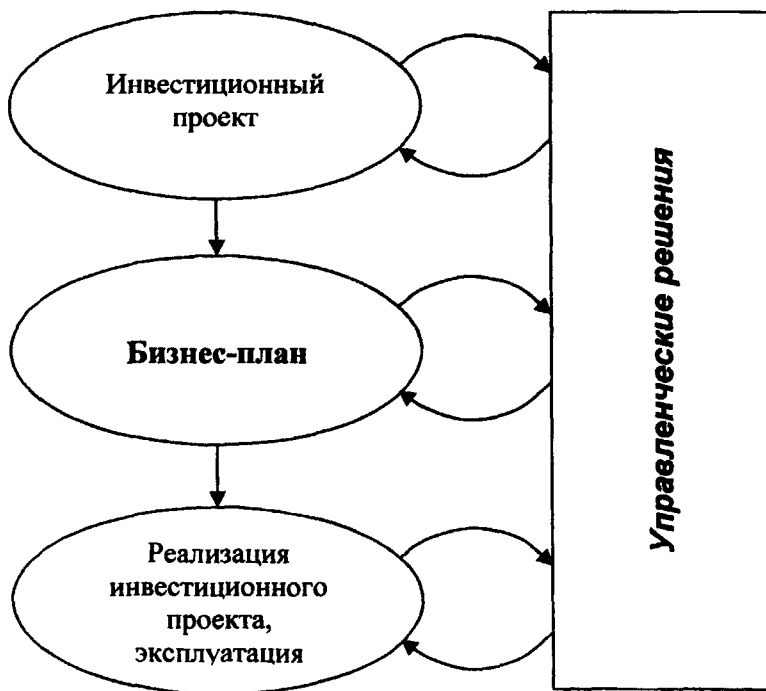 Инвестиционный
проект
Бизнес-план
Реализация
инвестиционного
проекта,
эксплуатация
Управленческие решения